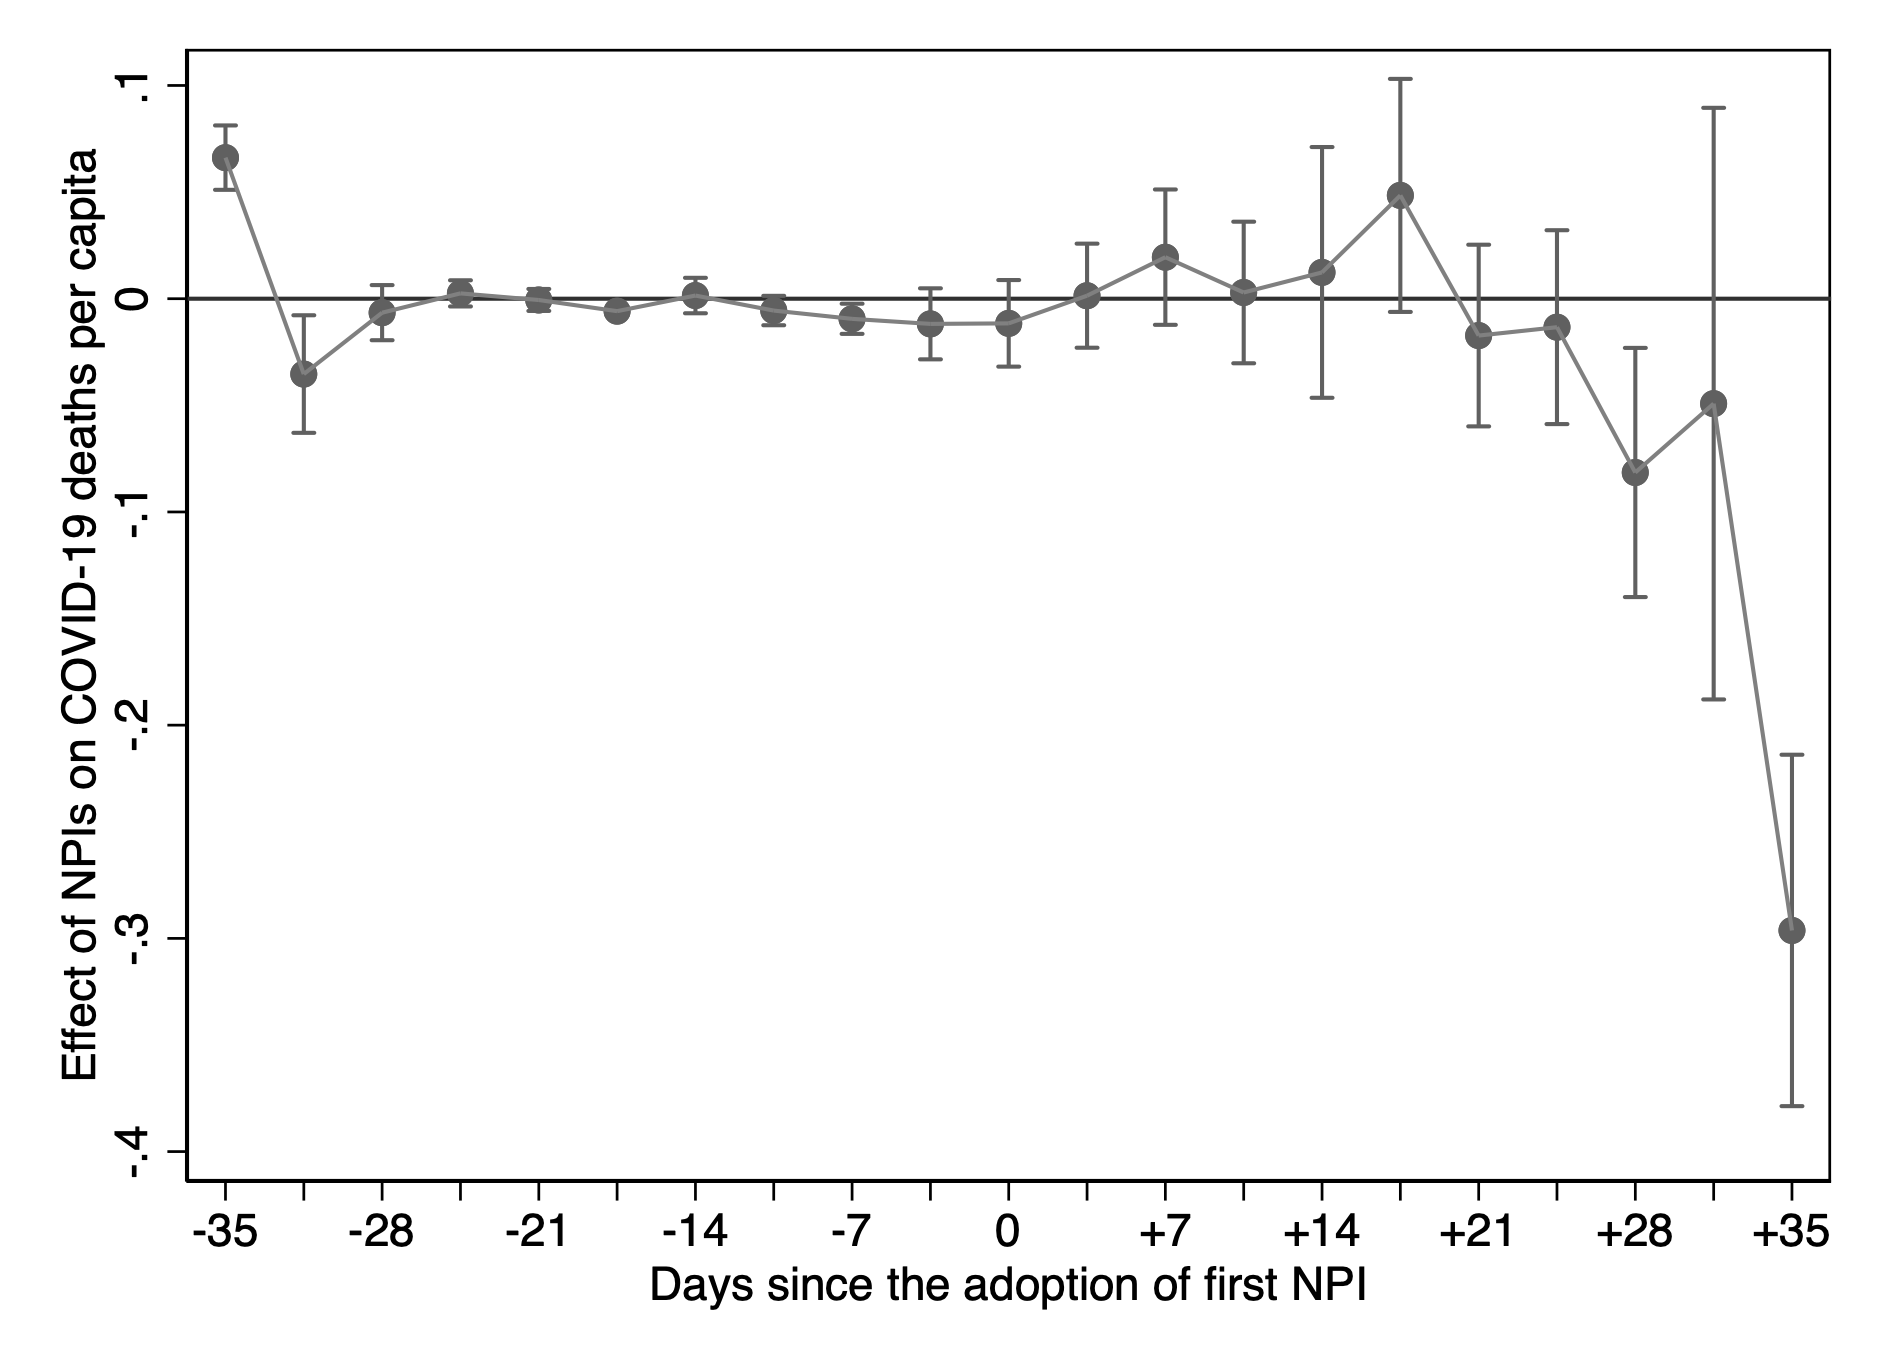 Effect of NPIs on COVID-19 deaths per capita
.1
0
-.1
-.2
-.3
-.4
-35 -28 -21 -14 -7 0 +7 +14 +21 +28 +35
Days since the adoption of first NPI